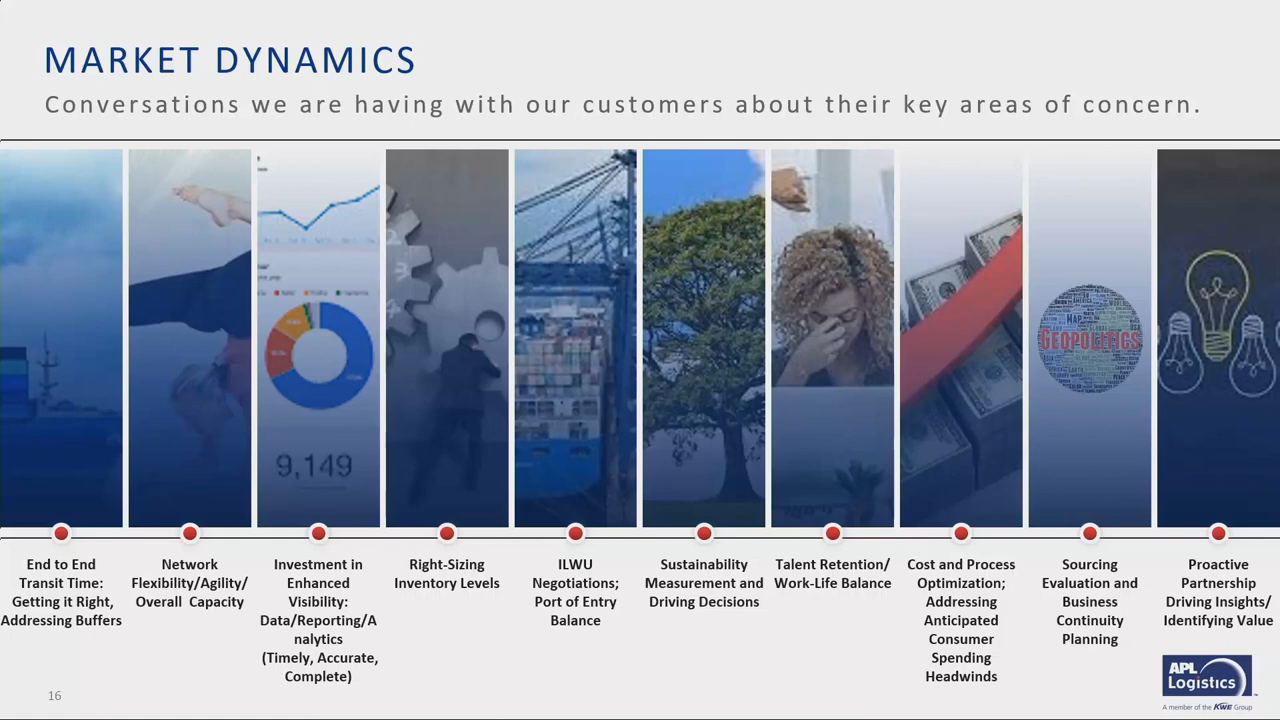 MARKET DYNAMICS
Conversations we are having with our customers about their key areas of concern.
9,149
GEOPOLITICS
MAP
End to End
Transit Time:
Getting it Right,
Addressing Buffers
Network
Flexibility/Agility/
Overall Capacity
Investment in
Enhanced
Visibility:
Data/Reporting/A
nalytics
(Timely, Accurate,
Complete)
Right-Sizing
Inventory Levels
ILWU
Negotiations;
Port of Entry
Balance
Sustainability
Measurement and
Driving Decisions
Talent Retention/
Work-Life Balance
Cost and Process
Optimization;
Addressing
Anticipated
Consumer
Spending
Headwinds
Sourcing
Evaluation and
Business
Continuity
Planning
Proactive
Partnership
Driving Insights/
Identifying Value
16
APL
Logistics
A member of the KWE Group